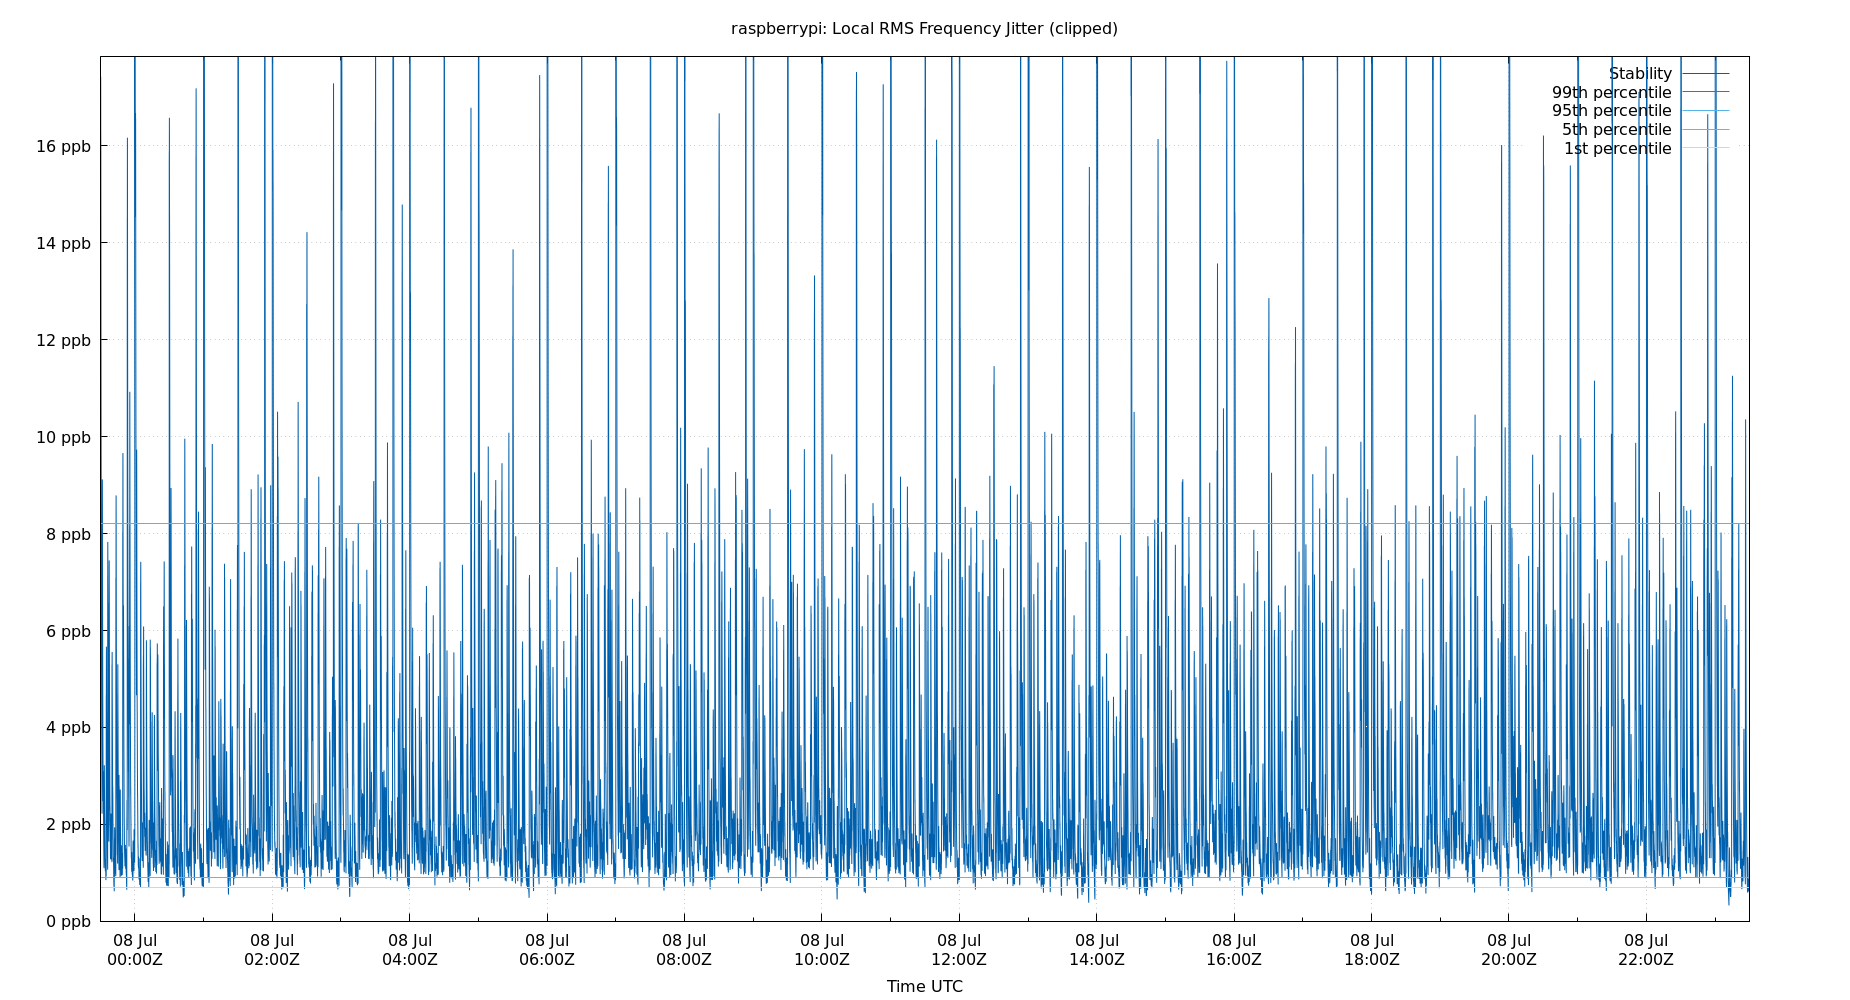 raspberrypi: Local RMS Frequency Jitter (clipped)
Stability
99th percentile
95th percentile
5th percentile
1st percentile
16 ppb
14 ppb
12 ppb
10 ppb
8 ppb
6 ppb
4 ppb
2 ppb
0 ppb
08 Jul 08 Jul 08 Jul 08 Jul 08 Jul 08 Jul 08 Jul 08 Jul 08 Jul 08 Jul 08 Jul 08 Jul
00:00Z 02:00Z 04:00Z 06:00Z 08:00Z 10:00Z 12:00Z 14:00Z 16:00Z 18:00Z 20:00Z 22:00Z
Time UTC